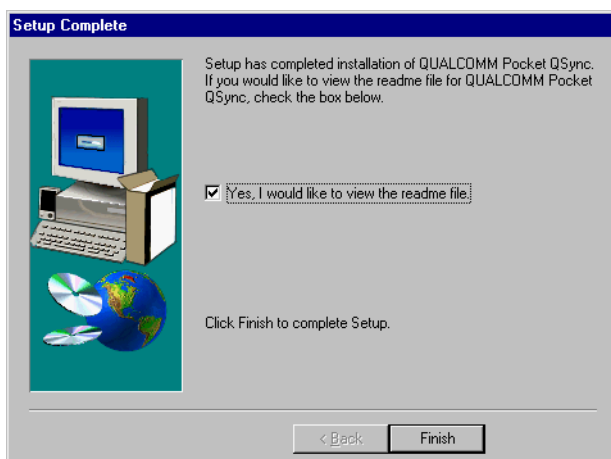 Setup Complete
Setup has completed installation of QUALCOMM Pocket QSync.
If you would like to view the readme file for QUALCOMM Pocket
QSync, check the box below.
Yes, I would like to view the readme file.
Click Finish to complete Setup.
< Back
Finish